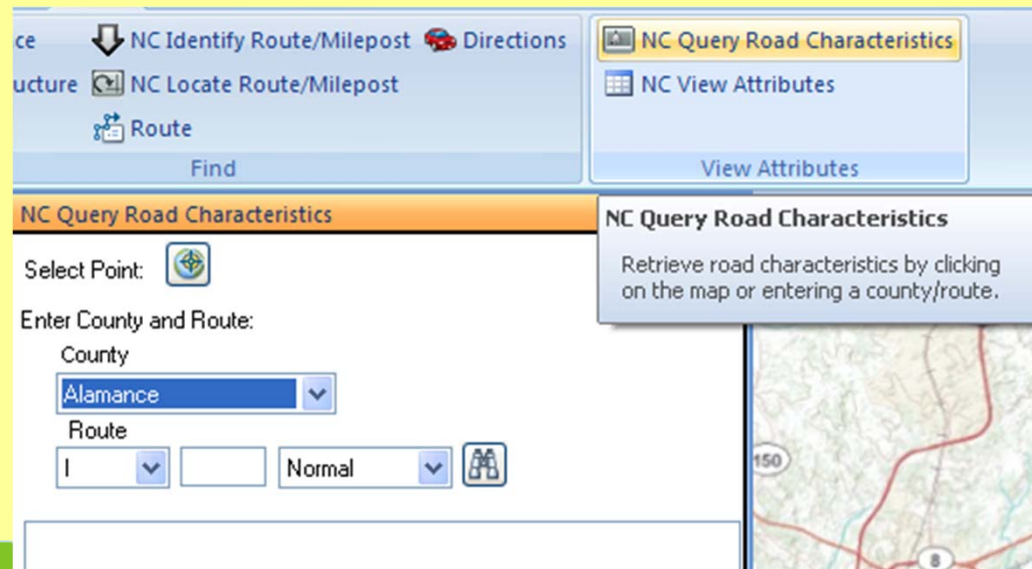 ce NC Identify Route/Milepost Directions NC Query Road Characteristics
ucture NC Locate Route/Milepost NC View Attributes
Route
Find View Attributes
NC Query Road Characteristics
NC Query Road Characteristics
Retrieve road characteristics by clicking
on the map or entering a county/route.
Select Point:
Enter County and Route:
County
Alamance
Route
I Normal
150
8